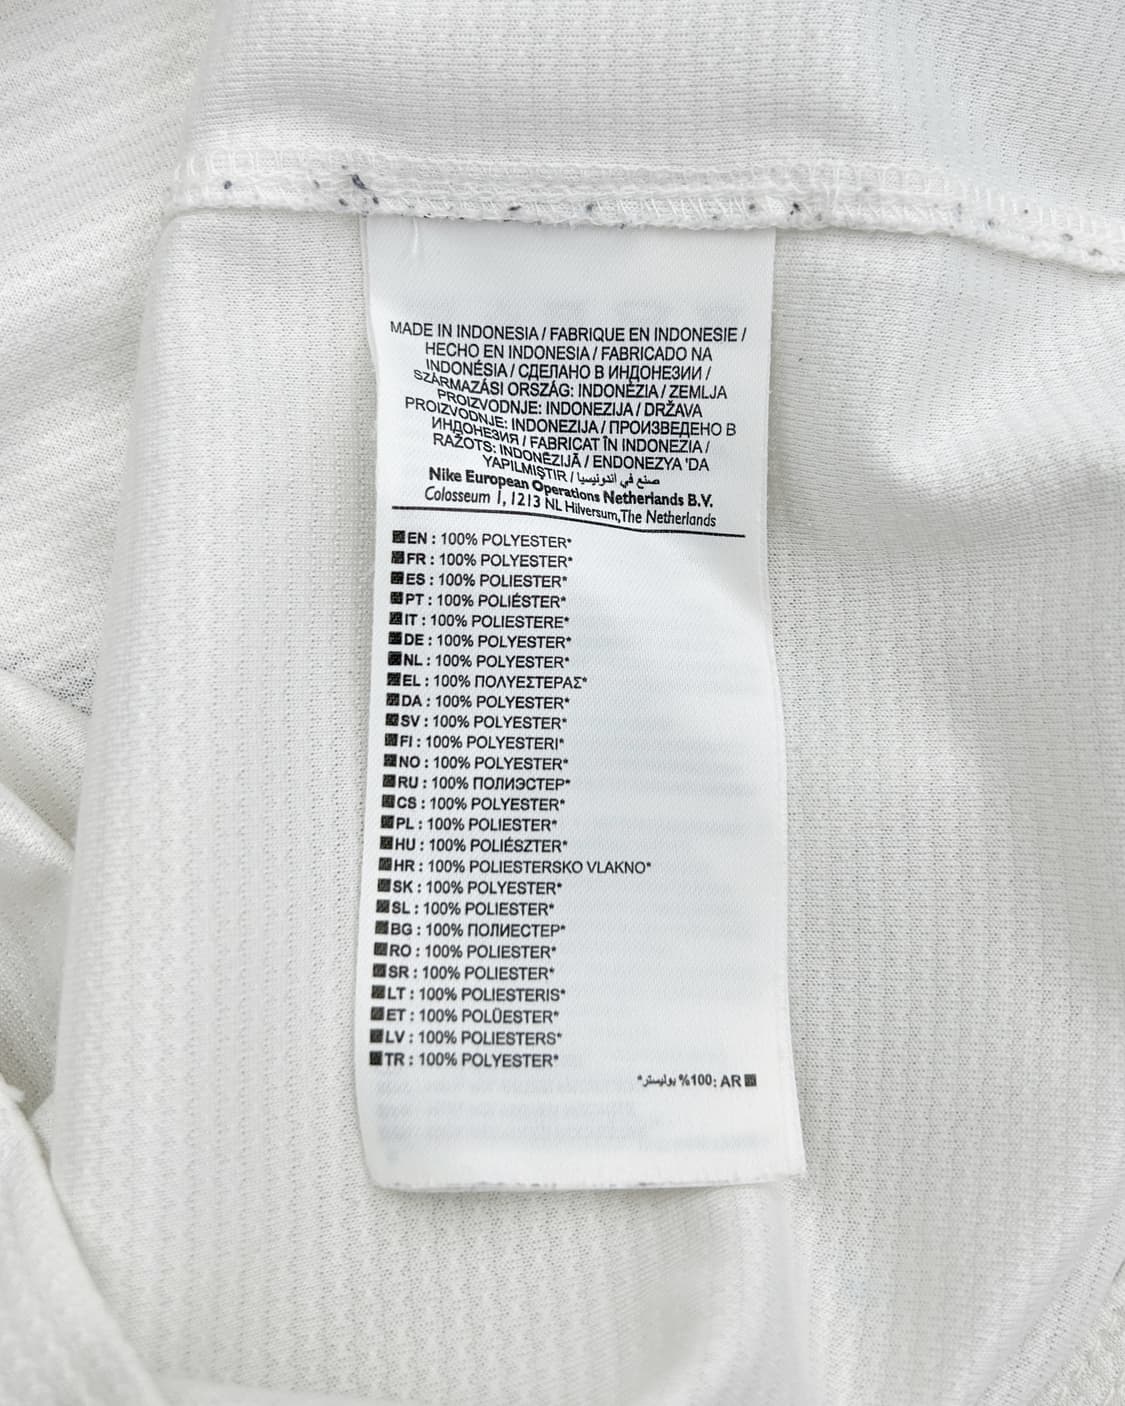 MADE IN INDONESIA / FABRIQUE EN INDONESIE /
HECHO EN INDONESIA / FABRICADO NA
INDONÉSIA / СДЕЛАНО В ИНДОНЕЗИИ /
SZÁRMAZÁSI ORSZÁG: INDONÉZIA / ZEMLJA
PROIZVODNJE: INDONEZIJA / DRŽAVA
PROIZVODNJE: INDONEZIJA / ПРОИЗВЕДЕНО В
ИНДОНЕЗИЯ / FABRICAT ÎN INDONEZIA /
RAŽOTS: INDONĒZIJĀ / ENDONEZYA 'DA
YAPILMIŞTIR / صنع في اندونيسيا
Nike European Operations Netherlands B.V.
Colosseum 1, 1213 NL Hilversum, The Netherlands
EN : 100% POLYESTER*
FR : 100% POLYESTER*
ES : 100% POLIESTER*
PT : 100% POLIÉSTER*
IT : 100% POLIESTERE*
DE : 100% POLYESTER*
NL : 100% POLYESTER*
EL : 100% ΠΟΛΥΕΣΤΕΡΑΣ*
DA : 100% POLYESTER*
SV : 100% POLYESTER*
FI : 100% POLYESTERI*
NO : 100% POLYESTER*
RU : 100% ПОЛИЭСТЕР*
CS : 100% POLYESTER*
PL : 100% POLIESTER*
HU : 100% POLIÉSZTER*
HR : 100% POLIESTERSKO VLAKNO*
SK : 100% POLYESTER*
SL : 100% POLIESTER*
BG : 100% ПОЛИЕСТЕР*
RO : 100% POLIESTER*
SR : 100% POLIESTER*
LT : 100% POLIESTERIS*
ET : 100% POLÜESTER*
LV : 100% POLIESTERS*
TR : 100% POLYESTER*
AR :100% بوليستر*